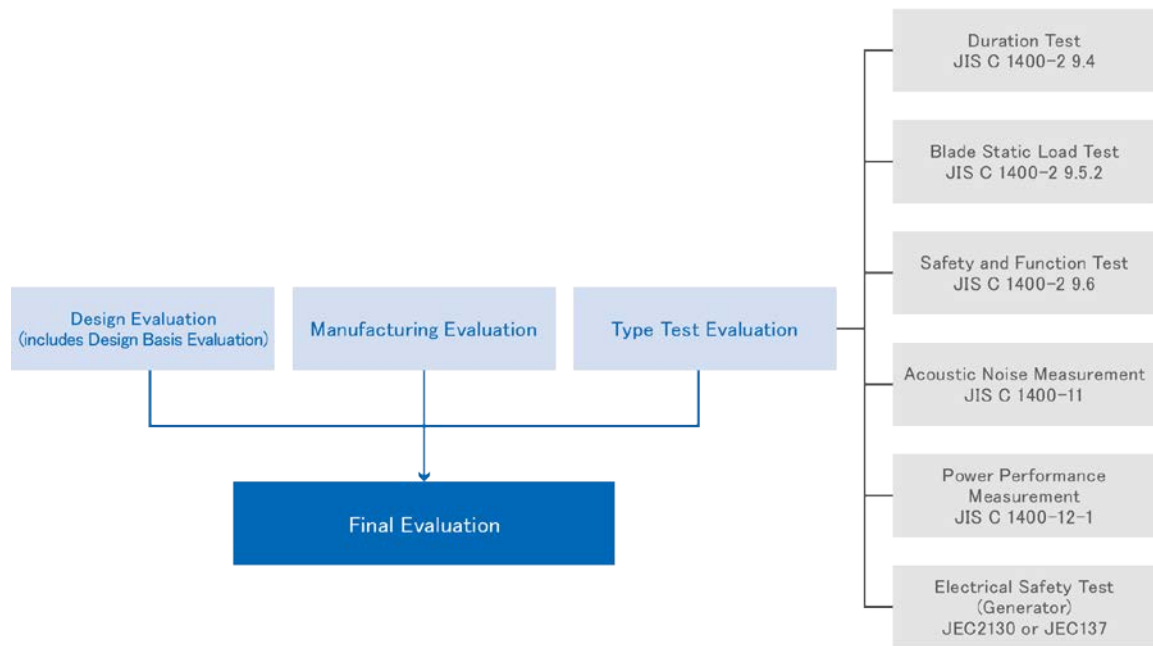 Design Evaluation
(includes Design Basis Evaluation)
Manufacturing Evaluation
Type Test Evaluation
Final Evaluation
Duration Test
JIS C 1400-2 9.4
Blade Static Load Test
JIS C 1400-2 9.5.2
Safety and Function Test
JIS C 1400-2 9.6
Acoustic Noise Measurement
JIS C 1400-11
Power Performance
Measurement
JIS C 1400-12-1
Electrical Safety Test
(Generator)
JEC2130 or JEC137